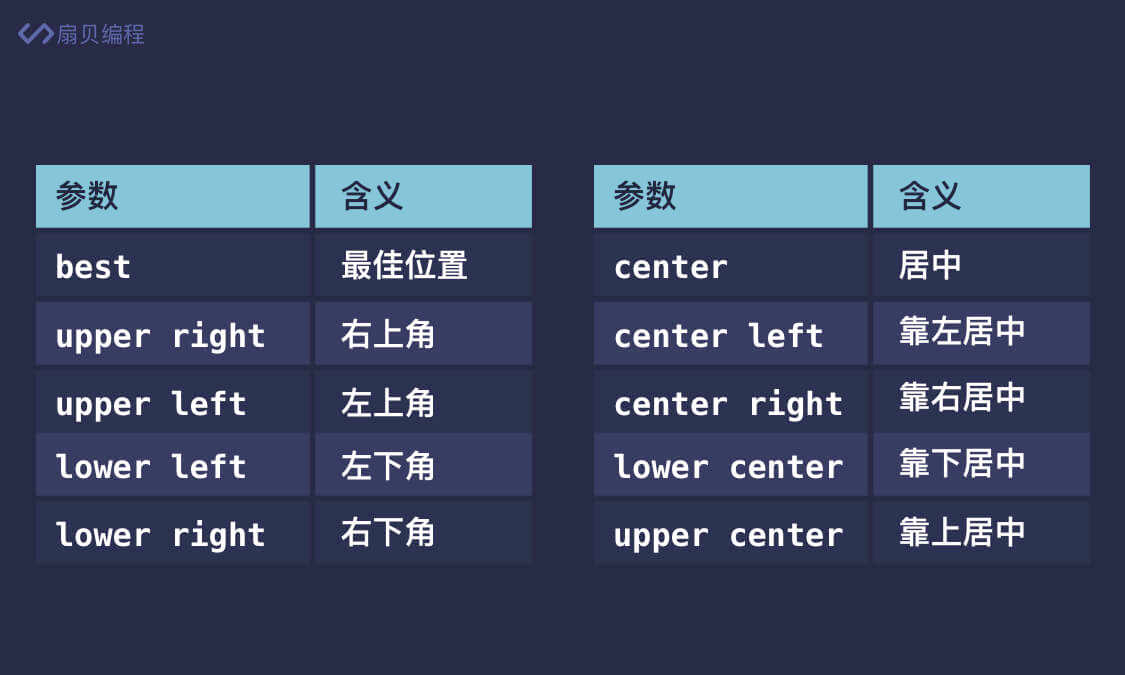 扇贝编程
参数 含义
best 最佳位置
upper right 右上角
upper left 左上角
lower left 左下角
lower right 右下角
参数 含义
center 居中
center left 靠左居中
center right 靠右居中
lower center 靠下居中
upper center 靠上居中